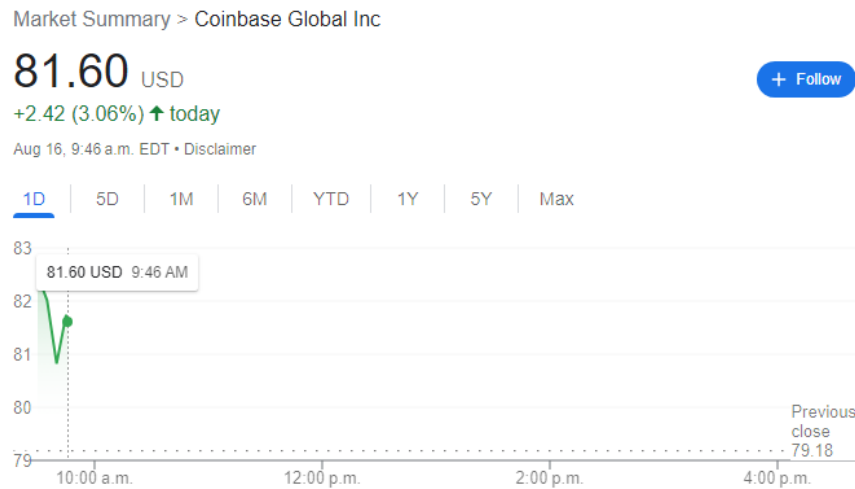 Market Summary > Coinbase Global Inc
81.60 USD
+ Follow
+2.42 (3.06%) ↑ today
Aug 16, 9:46 a.m. EDT • Disclaimer
1D 5D 1M 6M YTD 1Y 5Y Max
83
81.60 USD 9:46 AM
82
81
80
Previous
close
79.18
79
10:00 a.m. 12:00 p.m. 2:00 p.m. 4:00 p.m.